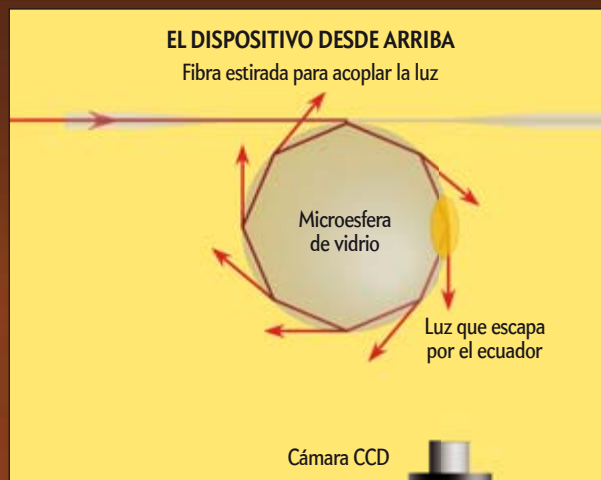 EL DISPOSITIVO DESDE ARRIBA
Fibra estirada para acoplar la luz
Microesfera
de vidrio
Luz que escapa
por el ecuador
Cámara CCD